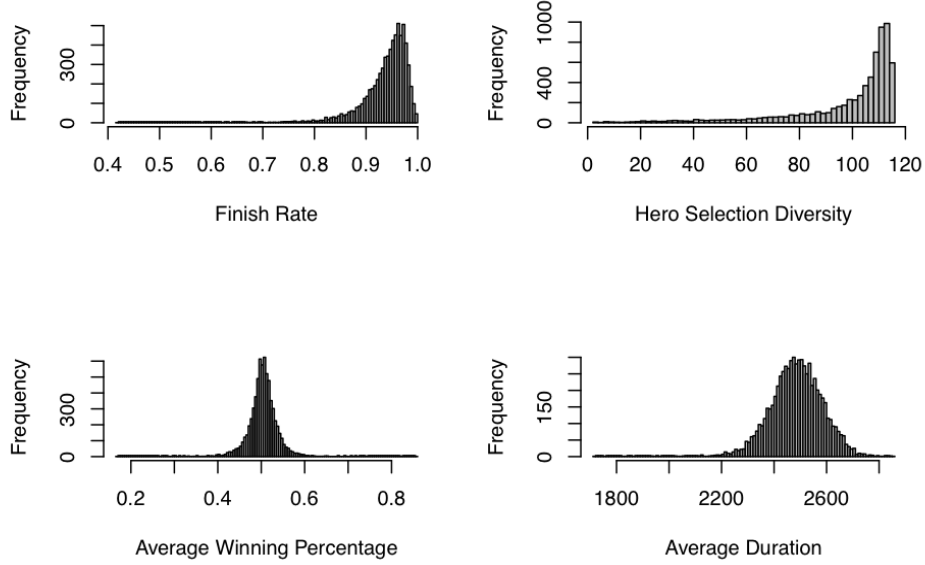 Frequency
0
300
0.4 0.5 0.6 0.7 0.8 0.9 1.0
Finish Rate
Frequency
0
400
1000
0 20 40 60 80 100 120
Hero Selection Diversity
Frequency
0
300
0.2 0.4 0.6 0.8
Average Winning Percentage
Frequency
0
150
1800 2200 2600
Average Duration